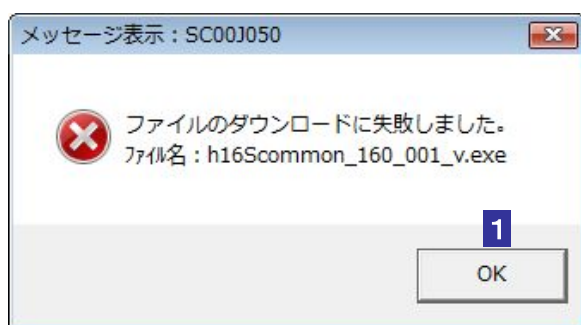 メッセージ表示：SC00J050
ファイルのダウンロードに失敗しました。
ﾌｧｲﾙ名：h16Scommon_160_001_v.exe
1
OK